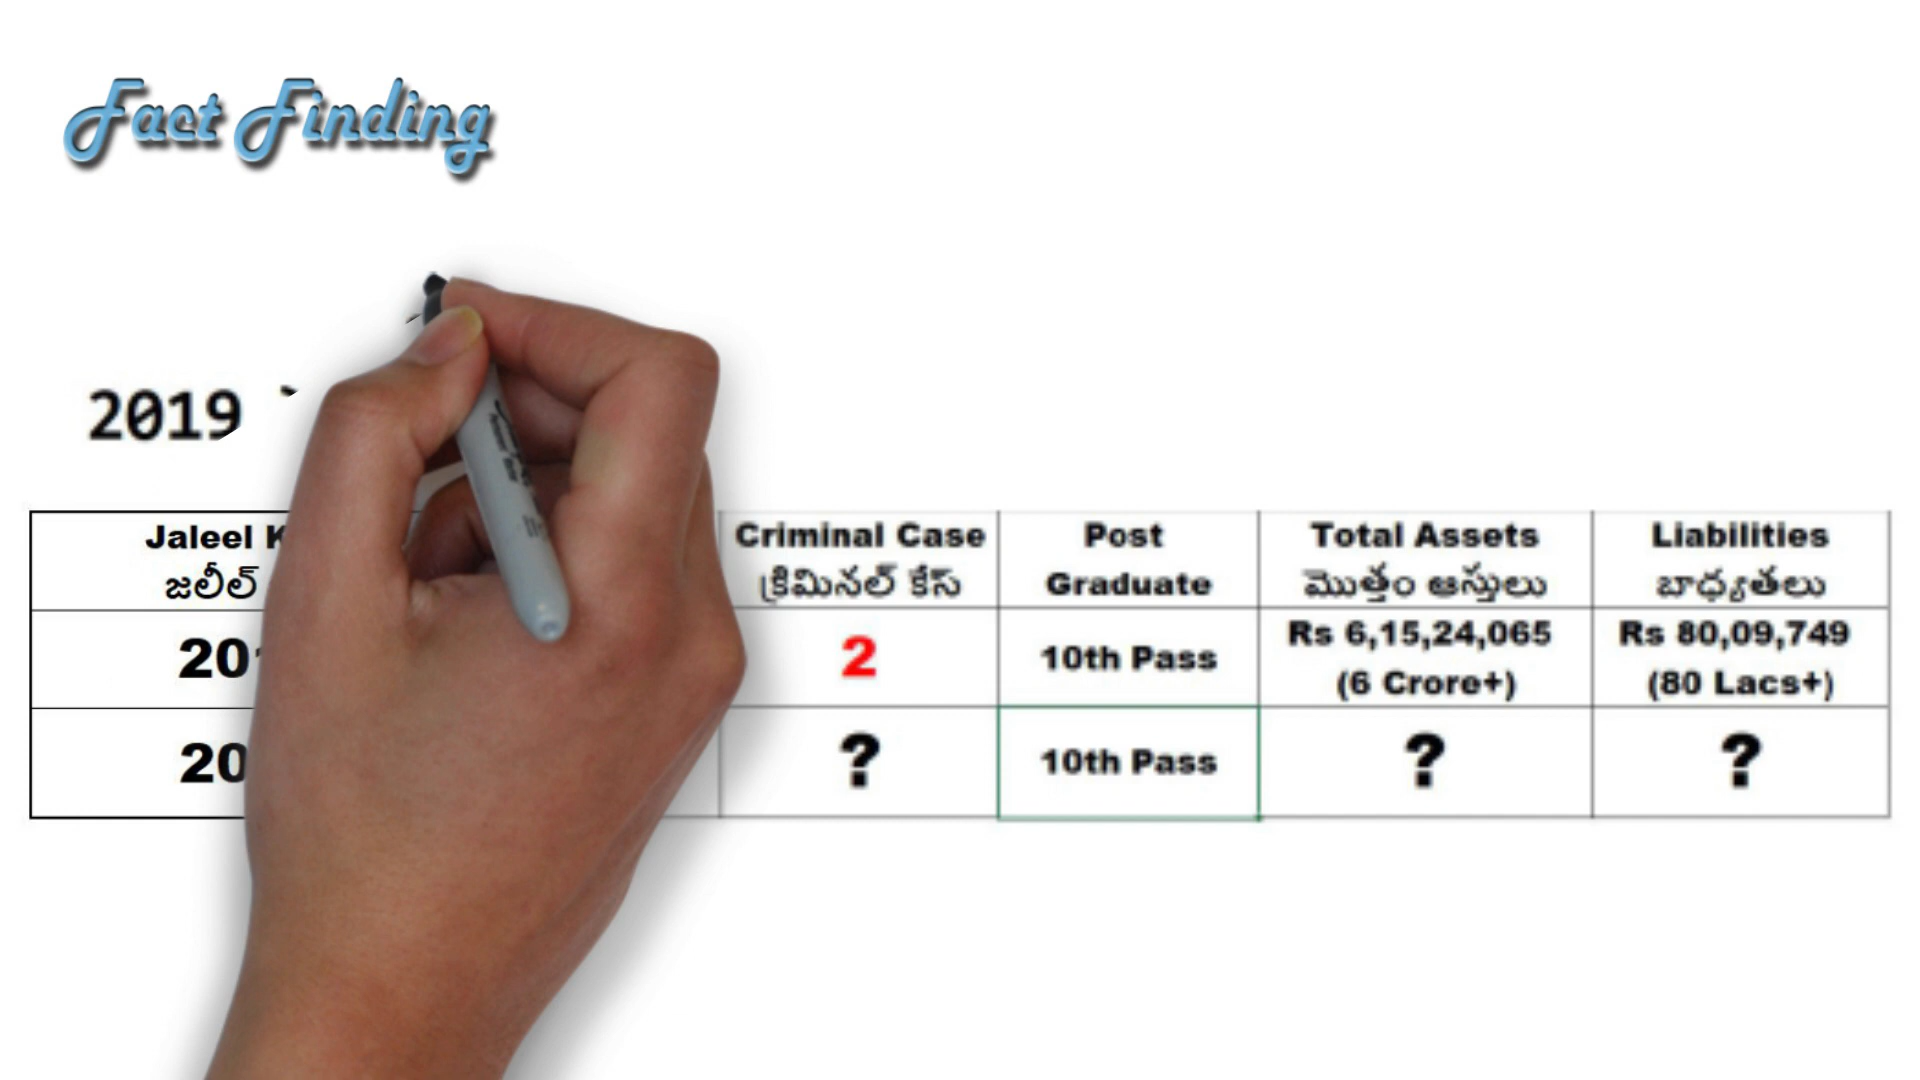 Fact Finding
2019
Jaleel
జలీల్
Criminal Case
క్రిమినల్ కేస్
Post
Graduate
Total Assets
మొత్తం ఆస్తులు
Liabilities
బాధ్యతలు
2
10th Pass
Rs 6,15,24,065
(6 Crore+)
Rs 80,09,749
(80 Lacs+)
?
10th Pass
?
?